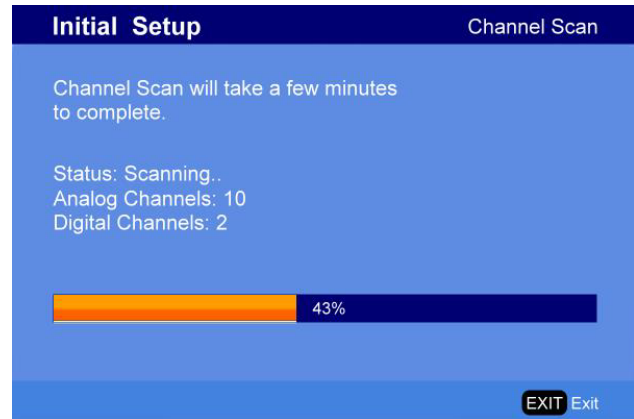 Initial Setup
Channel Scan
Channel Scan will take a few minutes
to complete.
Status: Scanning..
Analog Channels: 10
Digital Channels: 2
43%
EXIT Exit